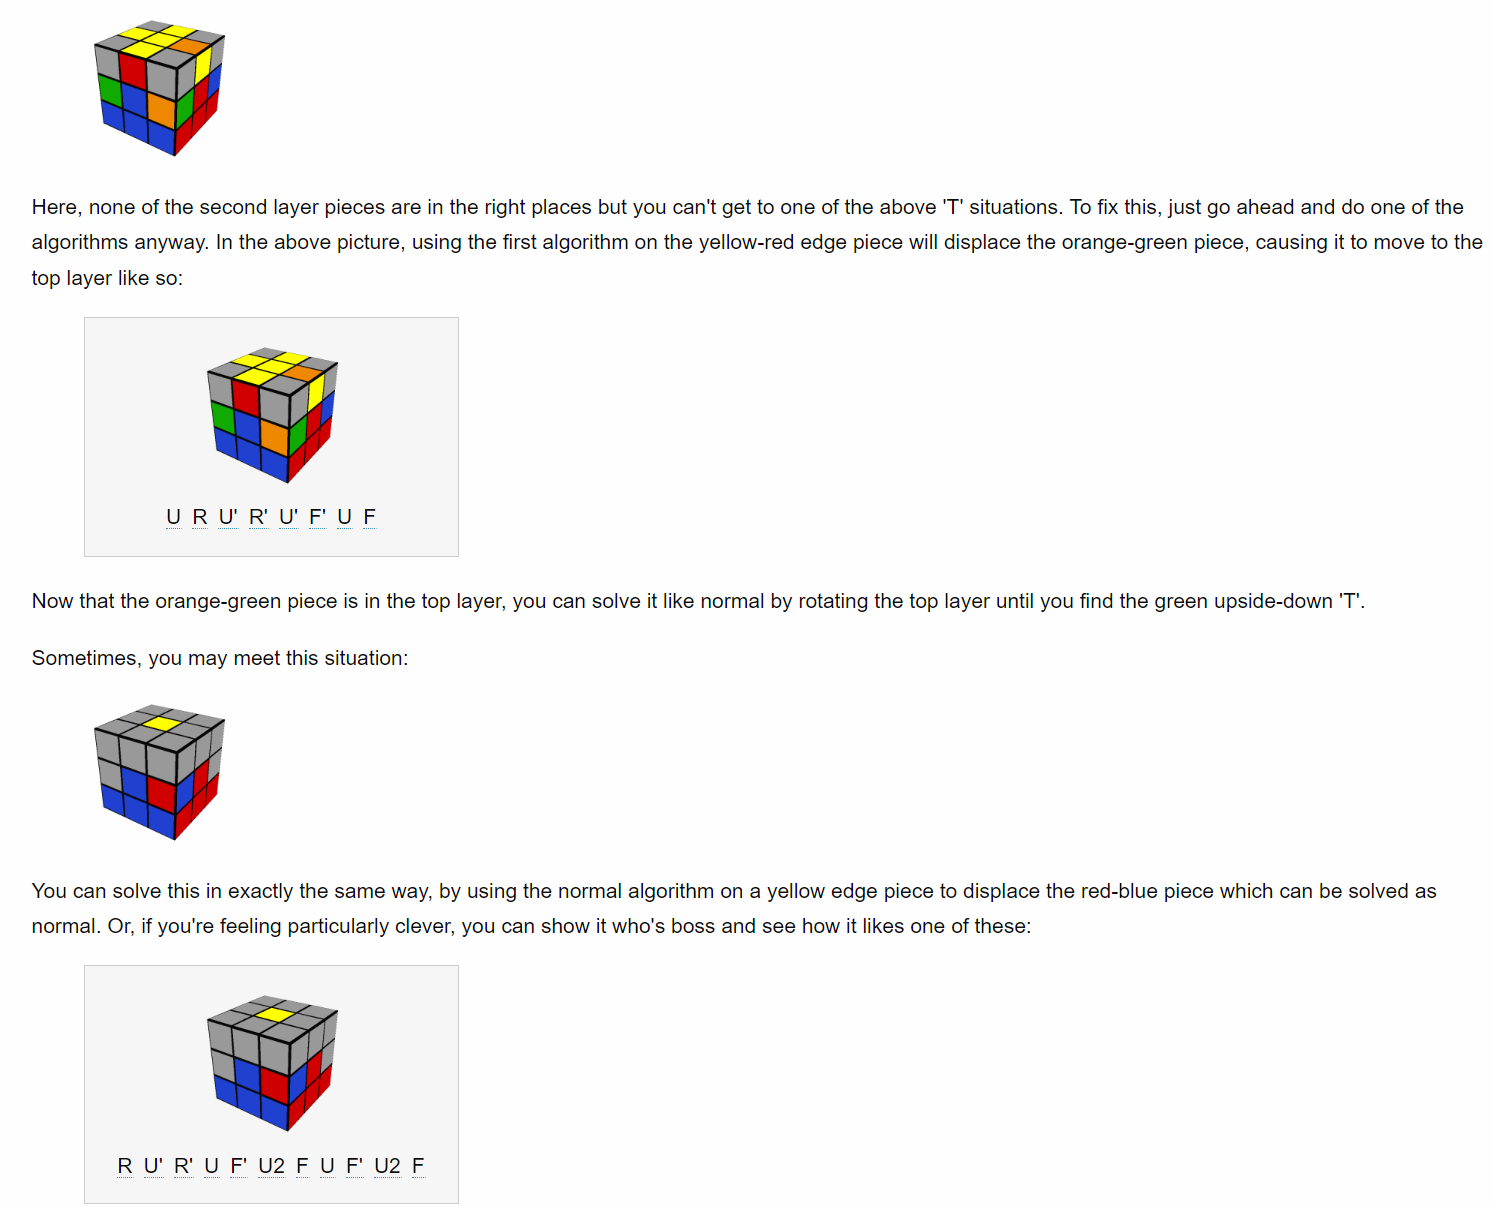 Here, none of the second layer pieces are in the right places but you can't get to one of the above 'T' situations. To fix this, just go ahead and do one of the
algorithms anyway. In the above picture, using the first algorithm on the yellow-red edge piece will displace the orange-green piece, causing it to move to the
top layer like so:
U R U' R' U' F' U F
Now that the orange-green piece is in the top layer, you can solve it like normal by rotating the top layer until you find the green upside-down 'T'.
Sometimes, you may meet this situation:
You can solve this in exactly the same way, by using the normal algorithm on a yellow edge piece to displace the red-blue piece which can be solved as
normal. Or, if you're feeling particularly clever, you can show it who's boss and see how it likes one of these:
R U' R' U F' U2 F U F' U2 F